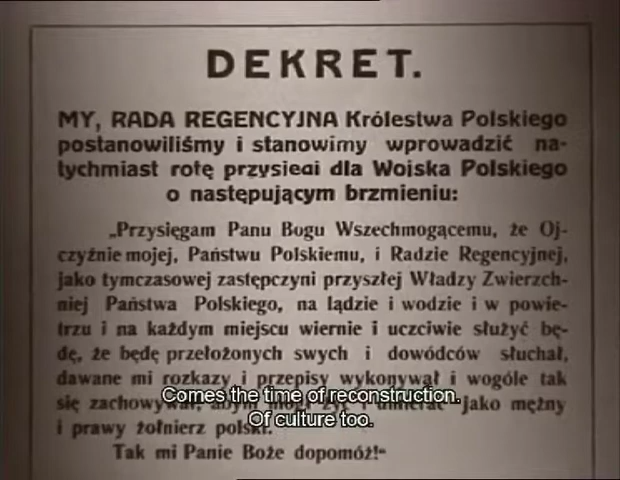 DEKRET.
MY, RADA REGENCYJNA Królestwa Polskiego
postanowiliśmy i stanowimy wprowadzić na-
tychmiast rotę przysięgi dla Wojska Polskiego
o następującym brzmieniu:
„Przysięgam Panu Bogu Wszechmogącemu, że Oj-
czyźnie mojej, Państwu Polskiemu, i Radzie Regencyjnej,
jako tymczasowej zastępczyni przyszłej Władzy Zwierzch-
niej Państwa Polskiego, na lądzie i wodzie i w powie-
trzu i na każdym miejscu wiernie i uczciwie służyć bę-
dę, że będę przełożonych swych i dowódców słuchał,
dawane mi rozkazy i przepisy wykonywał i wogóle tak
Comes the time of reconstruction.
się zachowywał, jako mężny
Of culture too.
i prawy żołnierz polski.
Tak mi Panie Boże dopomóż!“